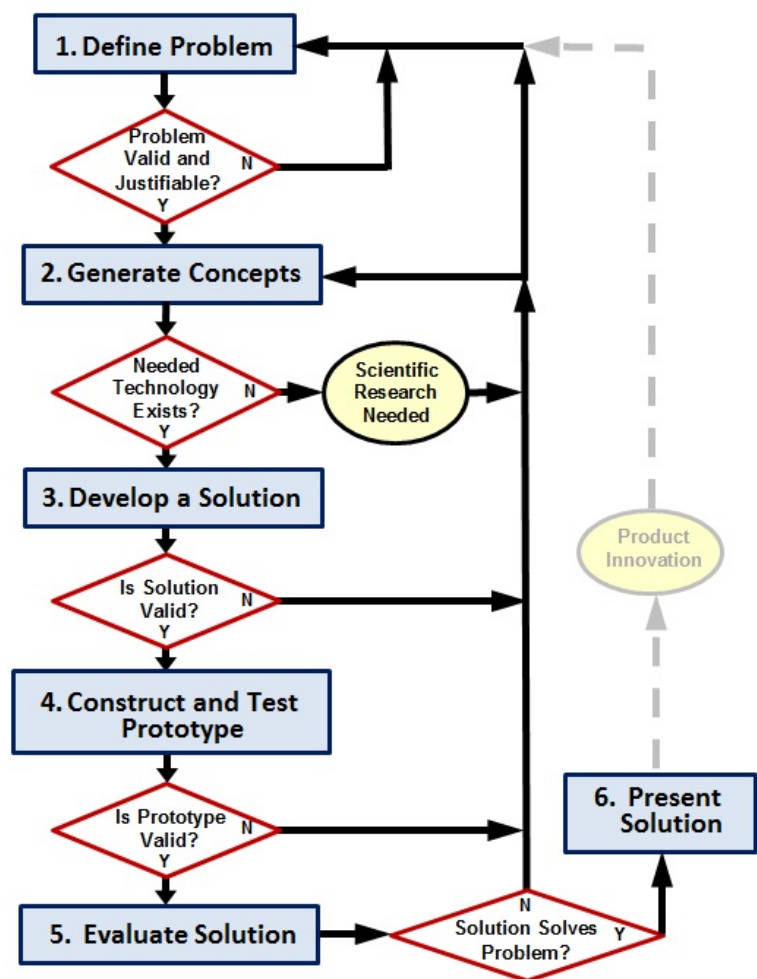 1. Define Problem
Problem
Valid and
Justifiable?
N
Y
2. Generate Concepts
Needed
Technology
Exists?
N
Y
Scientific
Research
Needed
3. Develop a Solution
Is Solution
Valid?
N
Y
Product
Innovation
4. Construct and Test
Prototype
Is Prototype
Valid?
N
Y
5. Evaluate Solution
N
Solution Solves
Problem?
Y
6. Present
Solution